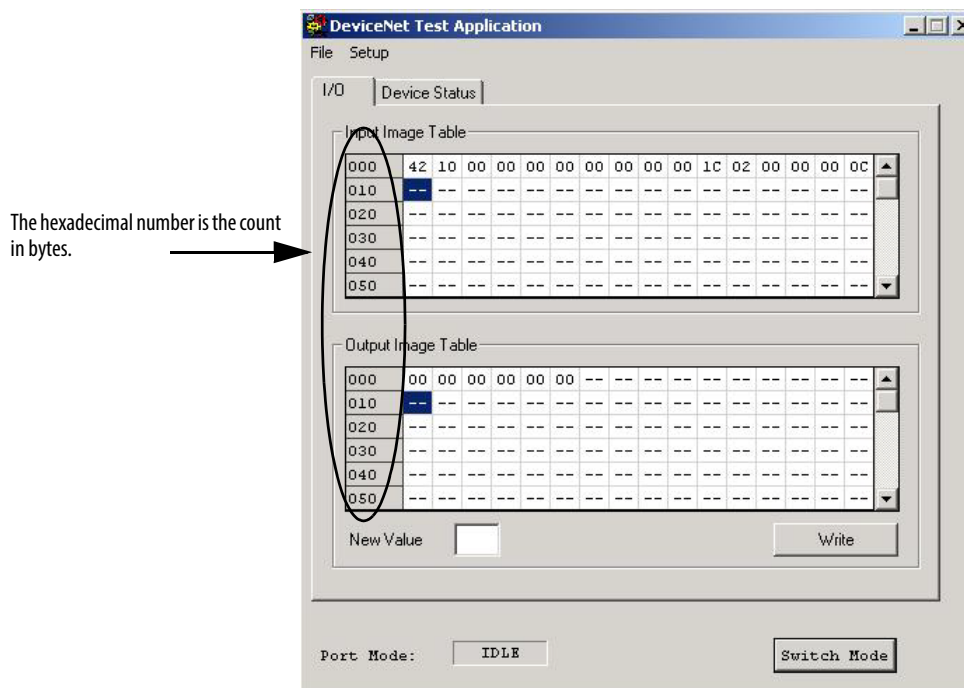 DeviceNet Test Application
File Setup
I/O Device Status
Input Image Table
000 42 10 00 00 00 00 00 00 00 00 1C 02 00 00 00 0C
010 -- -- -- -- -- -- -- -- -- -- -- -- -- -- -- --
020 -- -- -- -- -- -- -- -- -- -- -- -- -- -- -- --
030 -- -- -- -- -- -- -- -- -- -- -- -- -- -- -- --
040 -- -- -- -- -- -- -- -- -- -- -- -- -- -- -- --
050 -- -- -- -- -- -- -- -- -- -- -- -- -- -- -- --
The hexadecimal number is the count
in bytes.
Output Image Table
000 00 00 00 00 00 00 -- -- -- -- -- -- -- -- -- --
010 -- -- -- -- -- -- -- -- -- -- -- -- -- -- -- --
020 -- -- -- -- -- -- -- -- -- -- -- -- -- -- -- --
030 -- -- -- -- -- -- -- -- -- -- -- -- -- -- -- --
040 -- -- -- -- -- -- -- -- -- -- -- -- -- -- -- --
050 -- -- -- -- -- -- -- -- -- -- -- -- -- -- -- --
New Value Write
Port Mode: IDLE Switch Mode